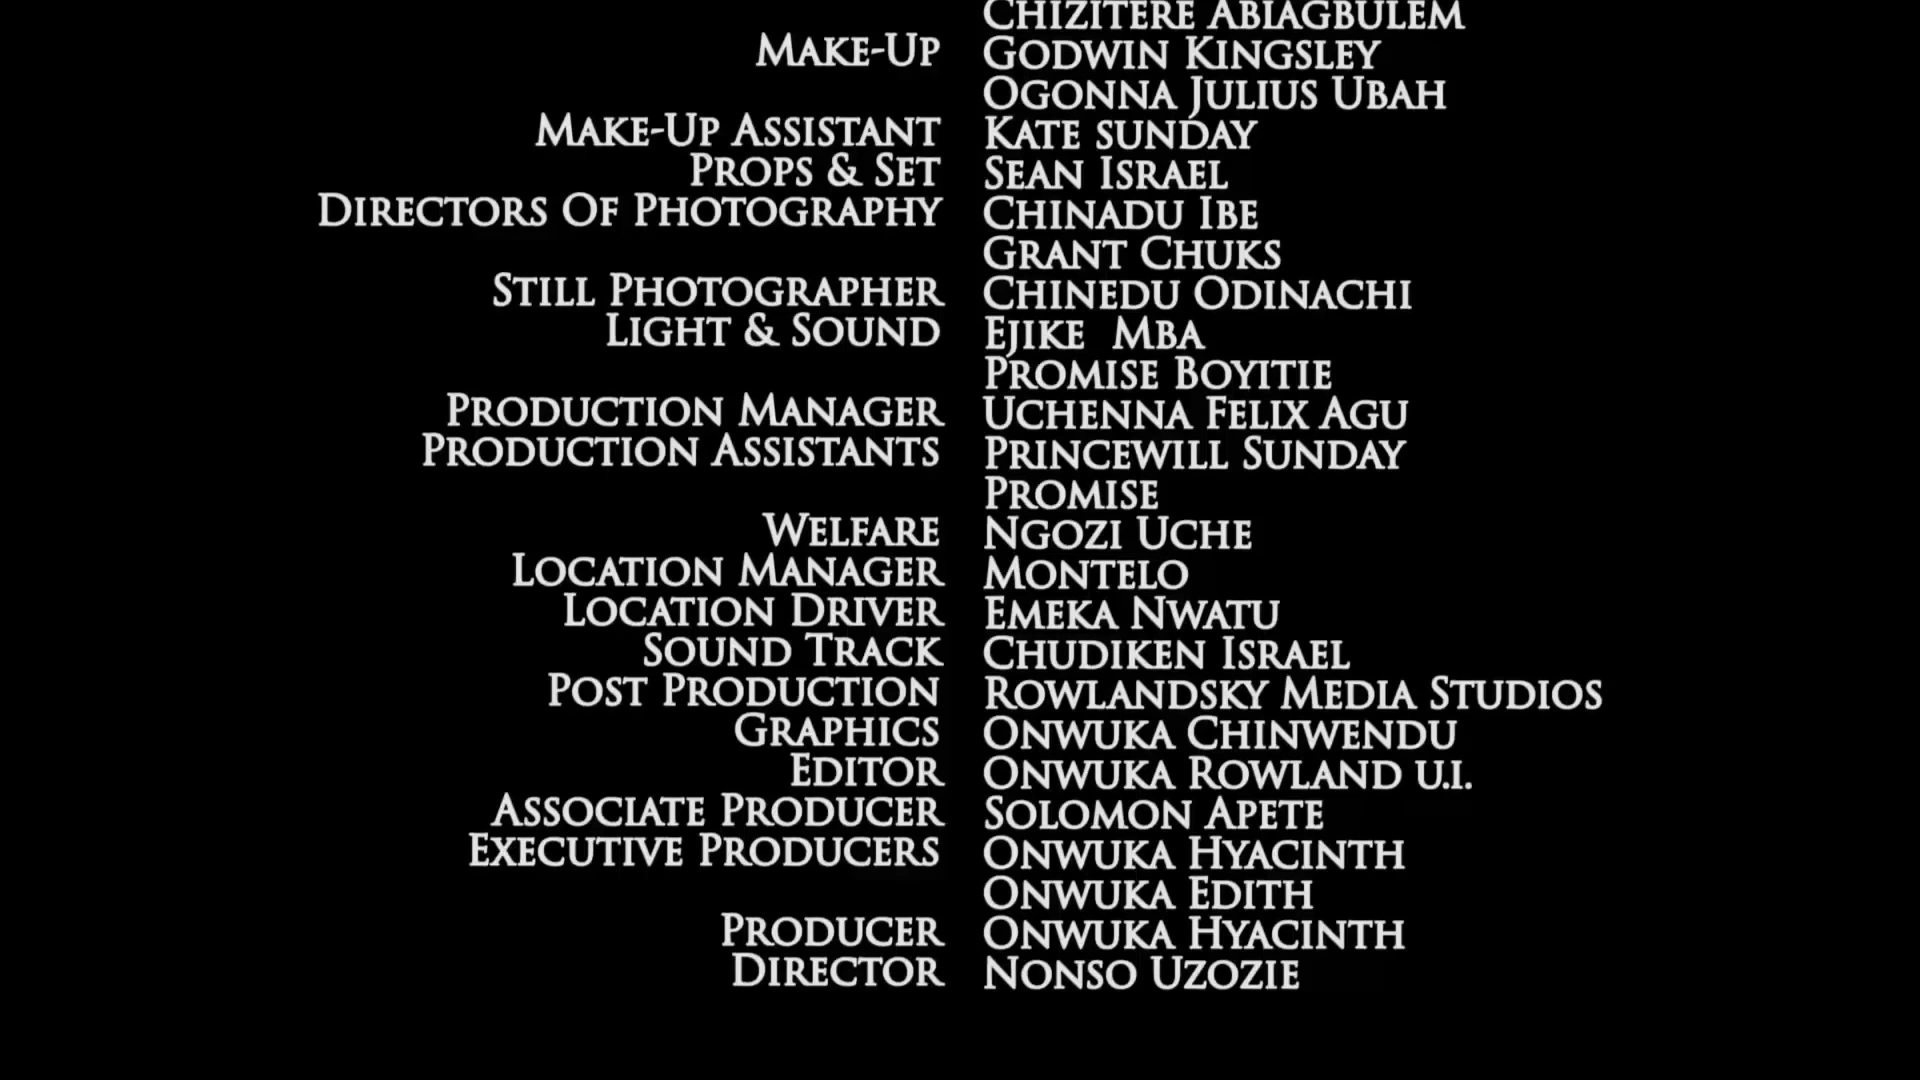 Chizitere Abiagbulem
Make-Up Godwin Kingsley
Ogonna Julius Ubah
Make-Up Assistant Kate sunday
Props & Set Sean Israel
Directors Of Photography Chinadu Ibe
Grant Chuks
Still Photographer Chinedu Odinachi
Light & Sound Ejike Mba
Promise Boyitie
Production Manager Uchenna Felix Agu
Production Assistants Princewill Sunday
Promise
Welfare Ngozi Uche
Location Manager Montelo
Location Driver Emeka Nwatu
Sound Track Chudiken Israel
Post Production Rowlandsky Media Studios
Graphics Onwuka Chinwendu
Editor Onwuka Rowland u.i.
Associate Producer Solomon Apete
Executive Producers Onwuka Hyacinth
Onwuka Edith
Producer Onwuka Hyacinth
Director Nonso Uzozie